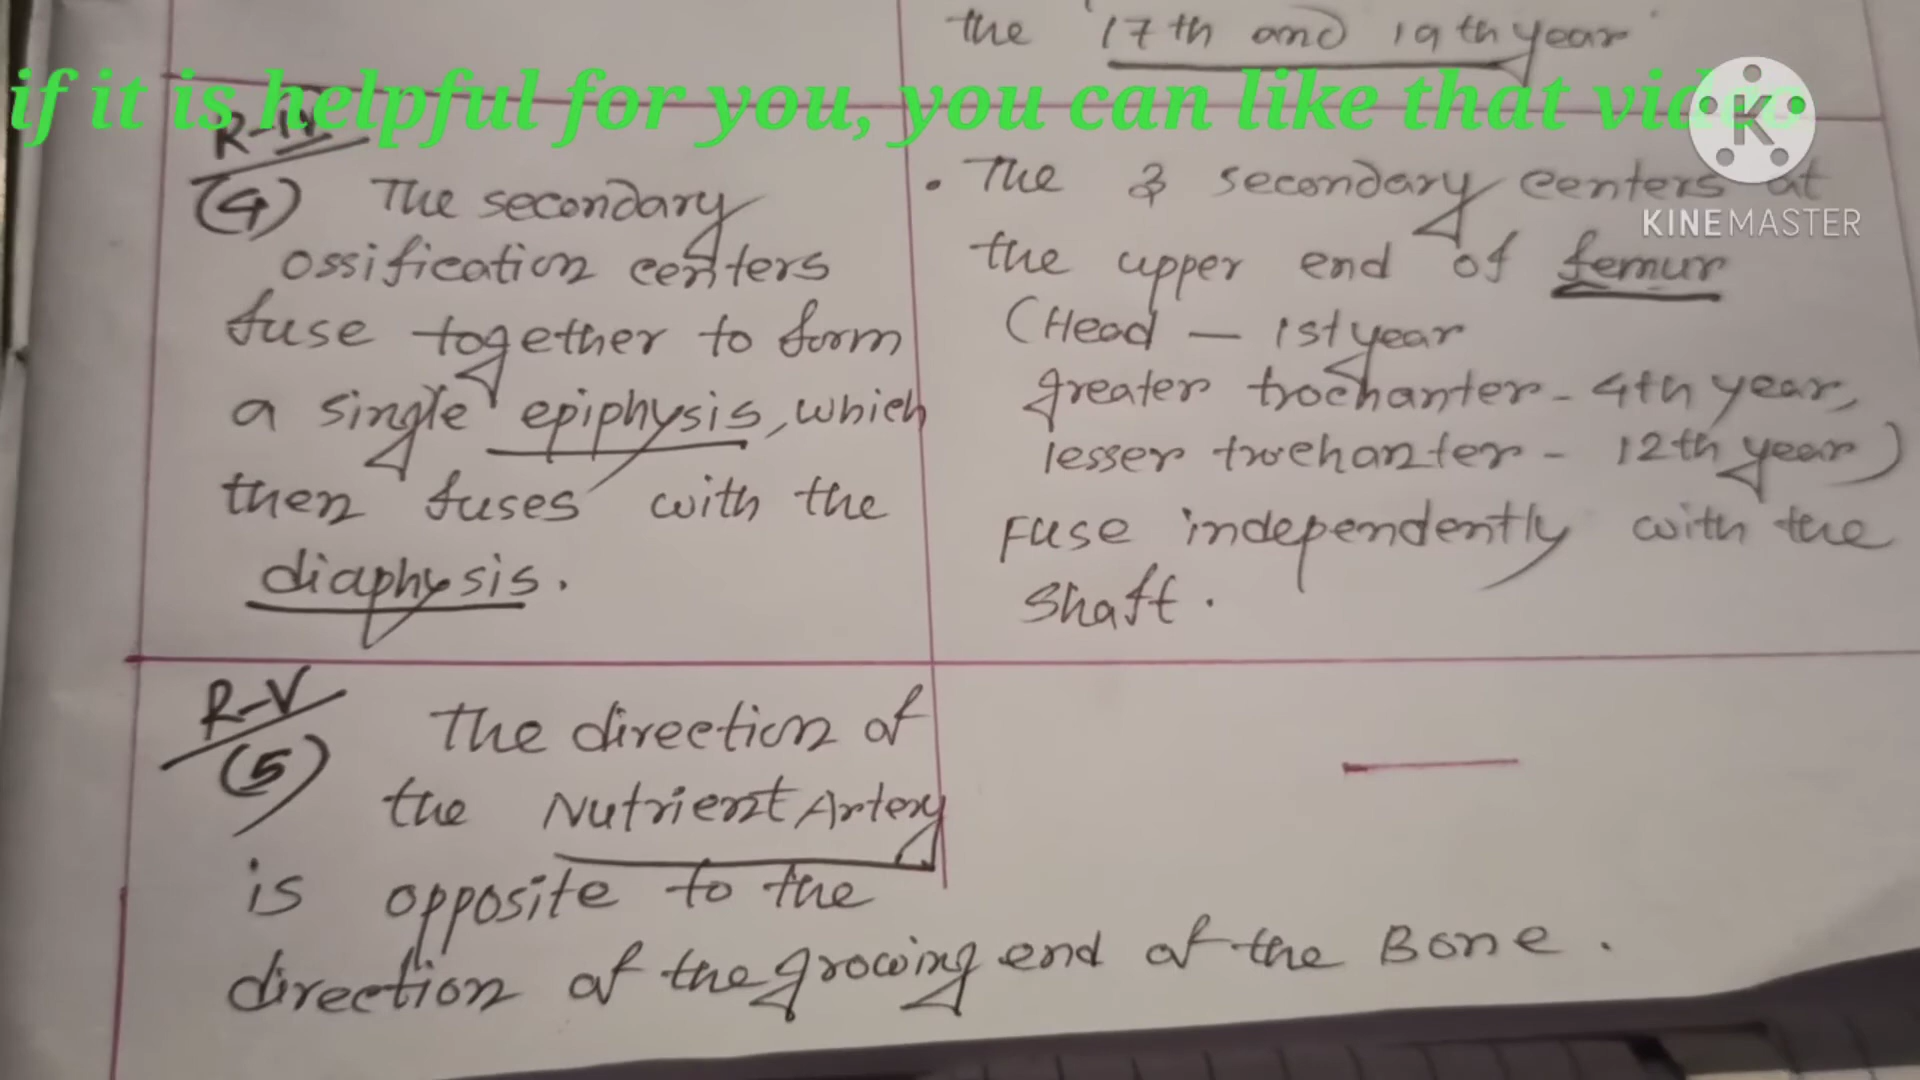 the 17th and 19th year
if it is helpful for you, you can like that video
KINEMASTER
R-IV
(4) The secondary
ossification centers
fuse together to form
a single epiphysis, which
then fuses with the
diaphysis.
. The 3 secondary centers at
the upper end of femur
(Head - 1st year
greater trochanter - 4th year,
lesser trochanter - 12th year)
Fuse independently with the
shaft.
R-V
(5) The direction of
the Nutrient Artery
is opposite to the
direction of the growing end of the Bone.